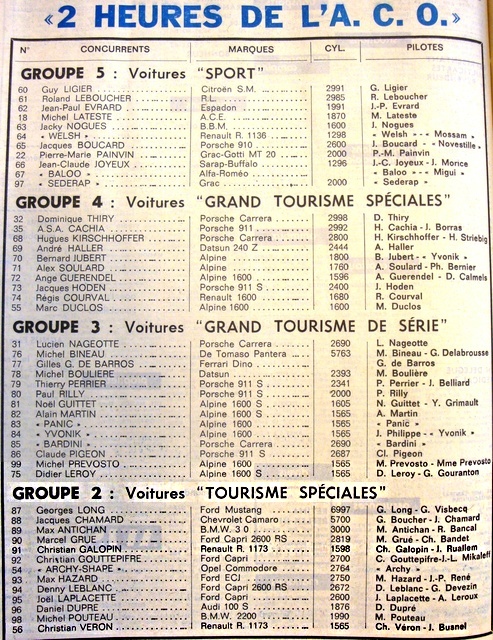 «2 HEURES DE L'A. C. O.»
N° CONCURRENTS MARQUES CYL. PILOTES
GROUPE 5 : Voitures "SPORT"
60 Guy LIGIER Citroën S.M. 2991 G. Ligier
61 Roland LEBOUCHER R.L. 2985 R. Leboucher
62 Jean-Paul EVRARD Espadon 1991 J.-P. Evrard
18 Michel LATESTE A.C.E. 1870 M. Lateste
63 Jacky NOGUES B.B.M. 1600 J. Nogues
64 « WELSH » Renault R. 1136 1298 « Welsh » - « Mossam »
65 Jacques BOUCARD Porsche 910 2600 J. Boucard - « Novestille »
22 Pierre-Marie PAINVIN Grac-Gotti MT 20 2000 P.-M. Painvin
66 Jean-Claude JOYEUX Sarap-Buffalo 1296 J.-C. Joyeux - J. Morice
67 « BALOO » Alfa-Roméo « Baloo » - « Migui »
97 « SEDERAP » Grac 2000 « Sederap »
GROUPE 4 : Voitures "GRAND TOURISME SPÉCIALES"
32 Dominique THIRY Porsche Carrera 2998 D. Thiry
35 A.S.A. CACHIA Porsche 911 2992 H. Cachia - J. Borras
68 Hugues KIRSCHHOFFER Porsche Carrera 2800 H. Kirschoffer - H. Striebig
69 André HALLER Datsun 240 Z 2444 A. Haller
70 Bernard JUBERT Alpine 1800 B. Jubert - « Yvonik »
71 Alex SOULARD Alpine 1760 A. Soulard - Ph. Bernier
72 Ange GUERENDEL Alpine 1600 1596 A. Guerendel - D. Calmels
73 Jacques HODEN Porsche 911 S 2400 J. Hoden
74 Régis COURVAL Renault 1600 1680 R. Courval
55 Marc DUCLOS Alpine 1600 1600 M. Duclos
GROUPE 3 : Voitures "GRAND TOURISME DE SÉRIE"
31 Lucien NAGEOTTE Porsche Carrera 2690 L. Nageotte
76 Michel BINEAU De Tomaso Pantera 5763 M. Bineau - G. Delabrousse
77 Gilles G. DE BARROS Ferrari Dino G. de Barros
78 Michel BOULIERE Datsun 2393 M. Boulière
79 Thierry PERRIER Porsche 911 S 2341 P. Perrier - J. Belliard
80 Paul RILLY Porsche 911 S 2000 P. Rilly
81 Noël GUITTET Alpine 1600 S 1605 N. Guittet - Y. Grimault
82 Alain MARTIN Alpine 1600 S 1565 A. Martin
83 « PANIC » Alpine 1600 S 1565 « Panic »
84 « YVONIK » Alpine 1600 S 1565 J. Philippe - « Yvonik »
85 « BARDINI » Porsche Carrera 2690 « Bardini »
86 Claude PIGEON Porsche 911 S 2687 Cl. Pigeon
99 Michel PREVOSTO Alpine 1600 S 1565 M. Prevosto - Mme Prevosto
75 Didier LEROY Alpine 1600 S 1565 D. Leroy - G. Gouranton
GROUPE 2 : Voitures "TOURISME SPÉCIALES"
87 Georges LONG Ford Mustang 6997 G. Long - G. Visbecq
88 Jacques CHAMARD Chevrolet Camaro 5700 G. Boucher - J. Chamard
89 Max ANTICHAN B.M.W. 3 0 3000 M. Antichan - R. Bancal
90 Marcel GRUE Ford Capri 2600 RS 2819 M. Grué - Ch. Bandet
91 Christian GALOPIN Renault R. 1173 1598 Ch. Galopin - J. Ruallem
92 Christian GOUTTEPIFRE Ford Capri 2700 C. Gouttepifre-J.-L. Mikaleff
54 « ARCHY-SHAPE » Opel Commodore 2764 « Archy »
93 Max HAZARD Ford ECJ 2750 M. Hazard - J.-P. René
94 Denny LEBLANC Ford Capri 2600 RS 2672 D. Leblanc - G. Devezin
95 Joël LAPLACETTE Ford Capri 2600 J. Laplacette - A. Leroux
96 Daniel DUPRE Audi 100 S 1876 D. Dupré
98 Michel POUTEAU B.M.W. 2200 1990 M. Pouteau
56 Christian VERON Renault R. 1173 1565 Ch. Véron - J. Busnel